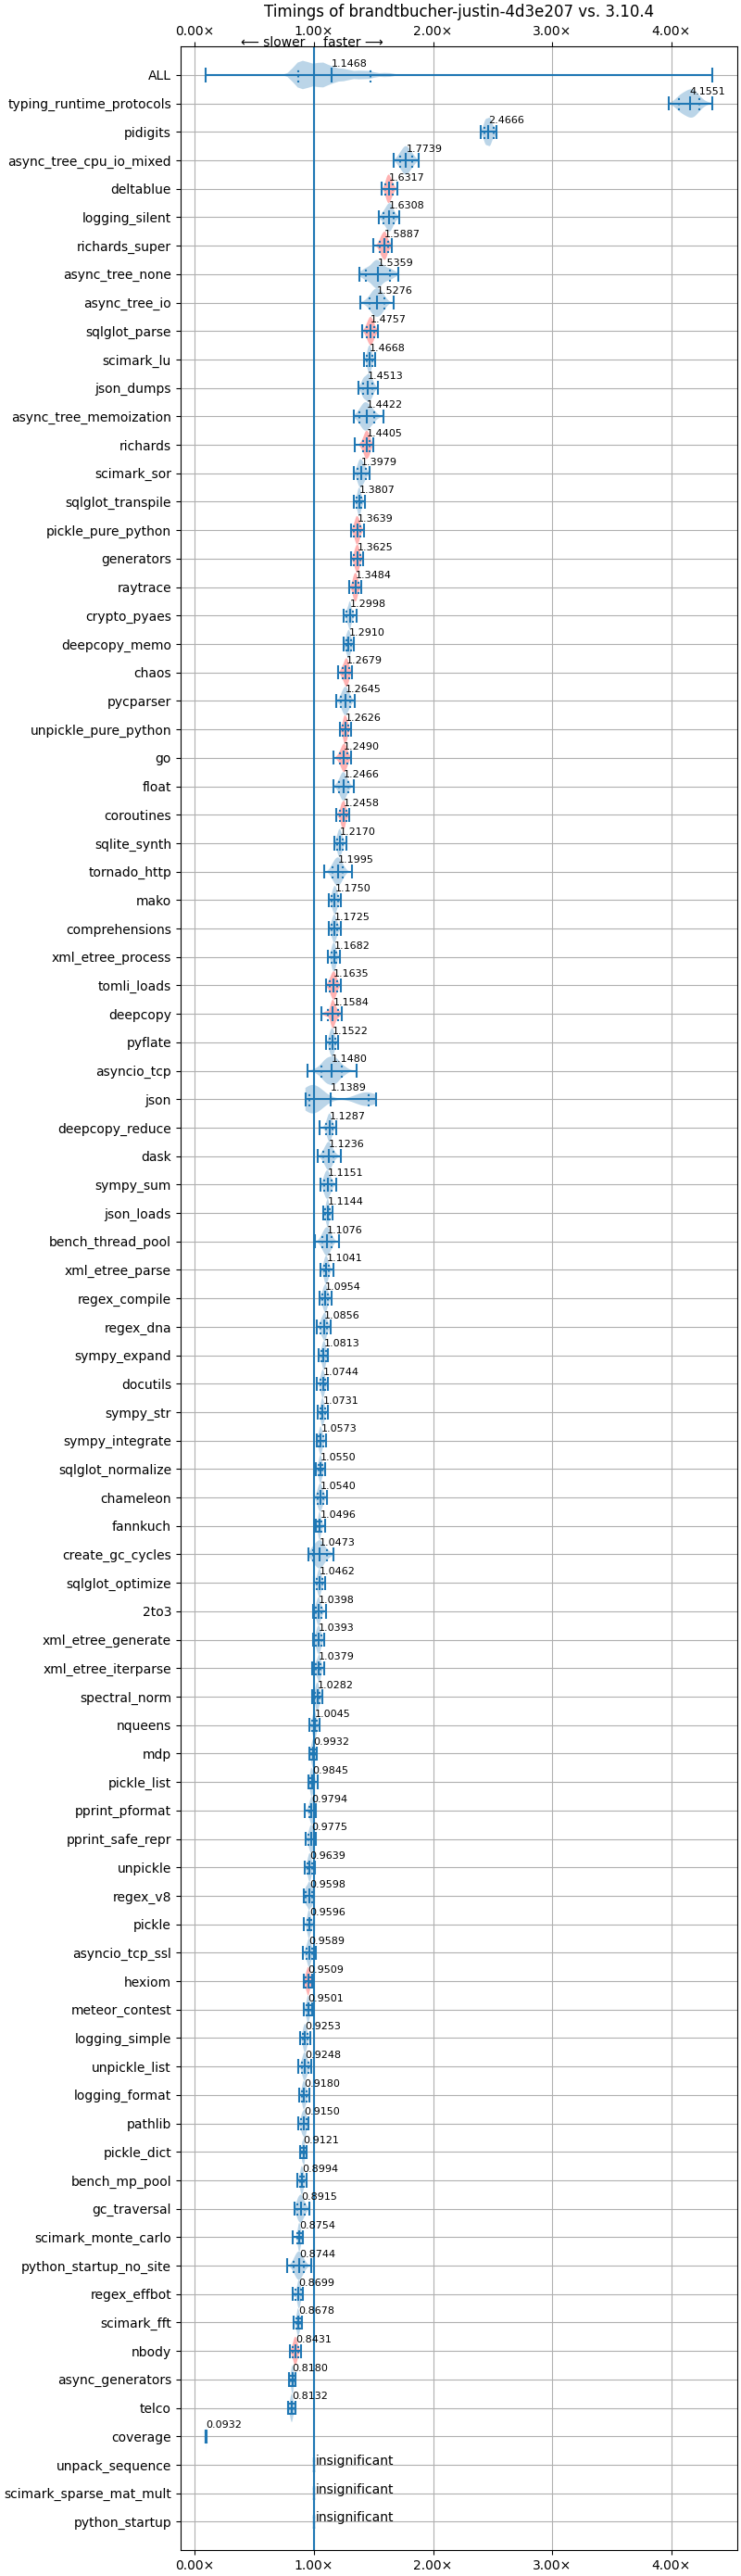 Timings of brandtbucher-justin-4d3e207 vs. 3.10.4
0.00× 1.00× 2.00× 3.00× 4.00×
⟵ slower faster ⟶
ALL 1.1468
typing_runtime_protocols 4.1551
pidigits 2.4666
async_tree_cpu_io_mixed 1.7739
deltablue 1.6317
logging_silent 1.6308
richards_super 1.5887
async_tree_none 1.5359
async_tree_io 1.5276
sqlglot_parse 1.4757
scimark_lu 1.4668
json_dumps 1.4513
async_tree_memoization 1.4422
richards 1.4405
scimark_sor 1.3979
sqlglot_transpile 1.3807
pickle_pure_python 1.3639
generators 1.3625
raytrace 1.3484
crypto_pyaes 1.2998
deepcopy_memo 1.2910
chaos 1.2679
pycparser 1.2645
unpickle_pure_python 1.2626
go 1.2490
float 1.2466
coroutines 1.2458
sqlite_synth 1.2170
tornado_http 1.1995
mako 1.1750
comprehensions 1.1725
xml_etree_process 1.1682
tomli_loads 1.1635
deepcopy 1.1584
pyflate 1.1522
asyncio_tcp 1.1480
json 1.1389
deepcopy_reduce 1.1287
dask 1.1236
sympy_sum 1.1151
json_loads 1.1144
bench_thread_pool 1.1076
xml_etree_parse 1.1041
regex_compile 1.0954
regex_dna 1.0856
sympy_expand 1.0813
docutils 1.0744
sympy_str 1.0731
sympy_integrate 1.0573
sqlglot_normalize 1.0550
chameleon 1.0540
fannkuch 1.0496
create_gc_cycles 1.0473
sqlglot_optimize 1.0462
2to3 1.0398
xml_etree_generate 1.0393
xml_etree_iterparse 1.0379
spectral_norm 1.0282
nqueens 1.0045
mdp 0.9932
pickle_list 0.9845
pprint_pformat 0.9794
pprint_safe_repr 0.9775
unpickle 0.9639
regex_v8 0.9598
pickle 0.9596
asyncio_tcp_ssl 0.9589
hexiom 0.9509
meteor_contest 0.9501
logging_simple 0.9253
unpickle_list 0.9248
logging_format 0.9180
pathlib 0.9150
pickle_dict 0.9121
bench_mp_pool 0.8994
gc_traversal 0.8915
scimark_monte_carlo 0.8754
python_startup_no_site 0.8744
regex_effbot 0.8699
scimark_fft 0.8678
nbody 0.8431
async_generators 0.8180
telco 0.8132
coverage 0.0932
unpack_sequence insignificant
scimark_sparse_mat_mult insignificant
python_startup insignificant
0.00× 1.00× 2.00× 3.00× 4.00×